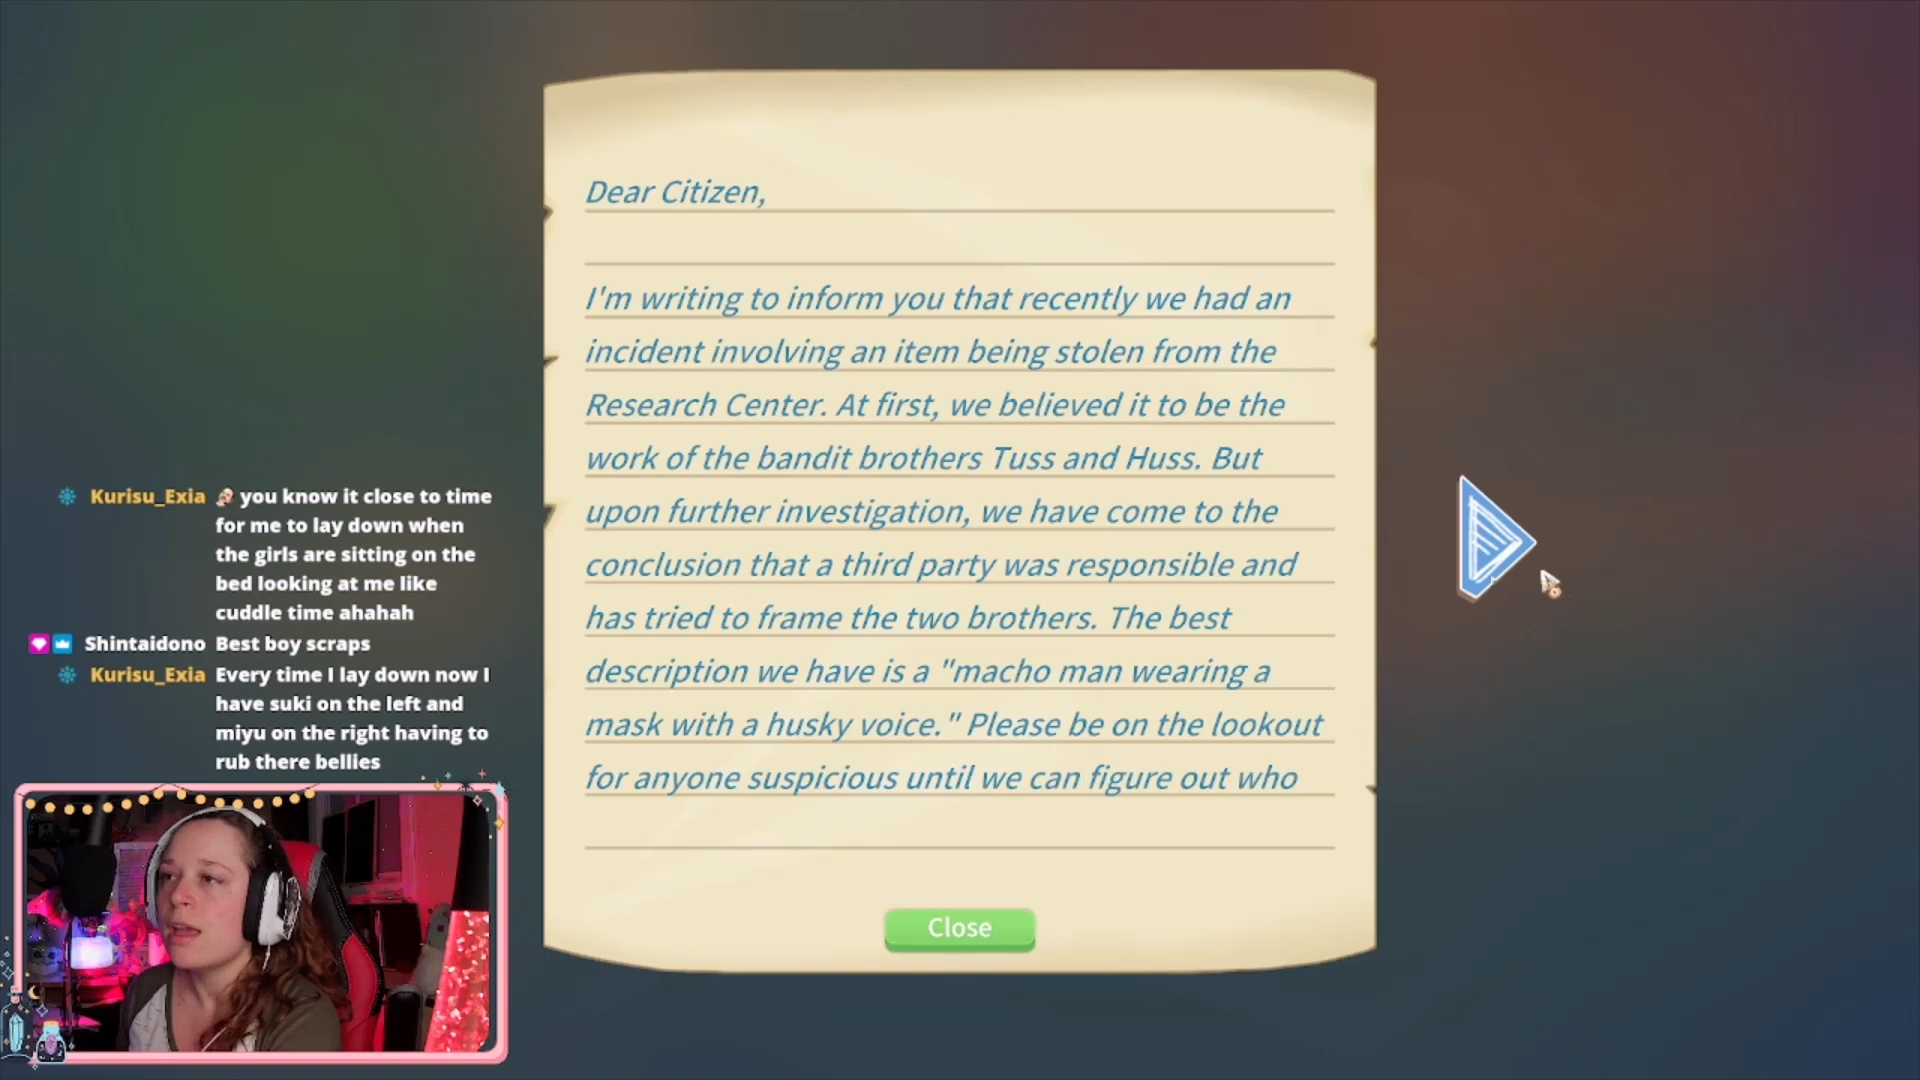 Dear Citizen,
I'm writing to inform you that recently we had an
incident involving an item being stolen from the
Research Center. At first, we believed it to be the
work of the bandit brothers Tuss and Huss. But
upon further investigation, we have come to the
conclusion that a third party was responsible and
has tried to frame the two brothers. The best
description we have is a "macho man wearing a
mask with a husky voice." Please be on the lookout
for anyone suspicious until we can figure out who
Close
Kurisu_Exia you know it close to time
for me to lay down when
the girls are sitting on the
bed looking at me like
cuddle time ahahah
Shintaidono Best boy scraps
Kurisu_Exia Every time I lay down now I
have suki on the left and
miyu on the right having to
rub there bellies